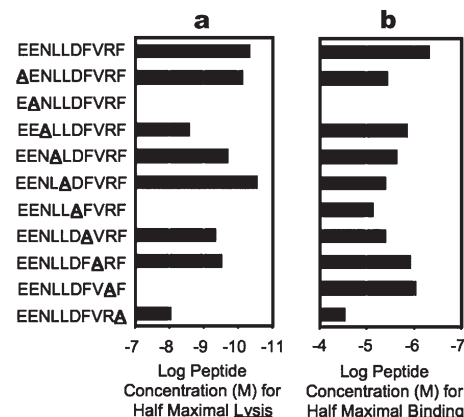 a b
EENLLDFVRF
AENLLDFVRF
EANLLDFVRF
EEALLDFVRF
EENALDFVRF
EENLADFVRF
EENLLAFVRF
EENLLDAVRF
EENLLDFARF
EENLLDFVAF
EENLLDFVRA
-7 -8 -9 -10 -11 -4 -5 -6 -7
Log Peptide Log Peptide
Concentration (M) for Concentration (M) for
Half Maximal Lysis Half Maximal Binding